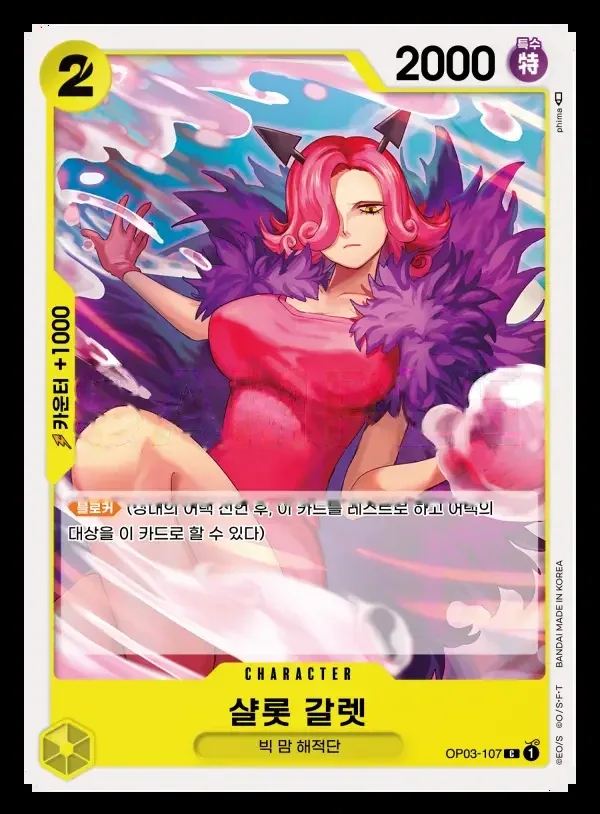 2
2000
특수
特
phima
카운터 +1000
블로커 (상대의 어택 선언 후, 이 카드를 레스트로 하고 어택의
대상을 이 카드로 할 수 있다)
CHARACTER
샬롯 갈렛
빅 맘 해적단
OP03-107 C 1
©EO/S ©O/S·F·T BANDAI MADE IN KOREA